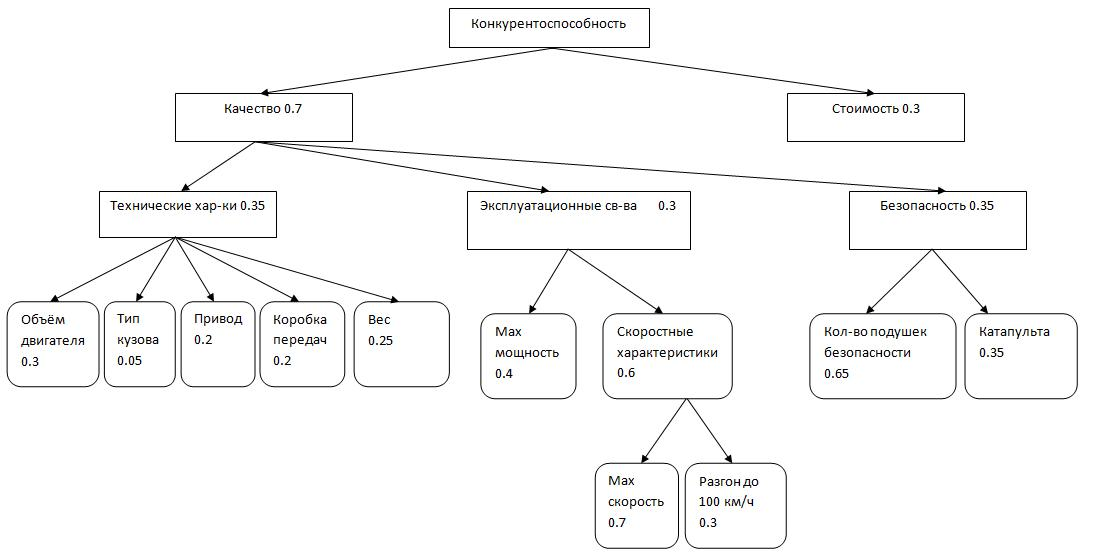 Конкурентоспособность
Качество 0.7
Стоимость 0.3
Технические хар-ки 0.35
Эксплуатационные св-ва 0.3
Безопасность 0.35
Объём
двигателя
0.3
Тип
кузова
0.05
Привод
0.2
Коробка
передач
0.2
Вес
0.25
Max
мощность
0.4
Скоростные
характеристики
0.6
Кол-во подушек
безопасности
0.65
Катапульта
0.35
Max
скорость
0.7
Разгон до
100 км/ч
0.3